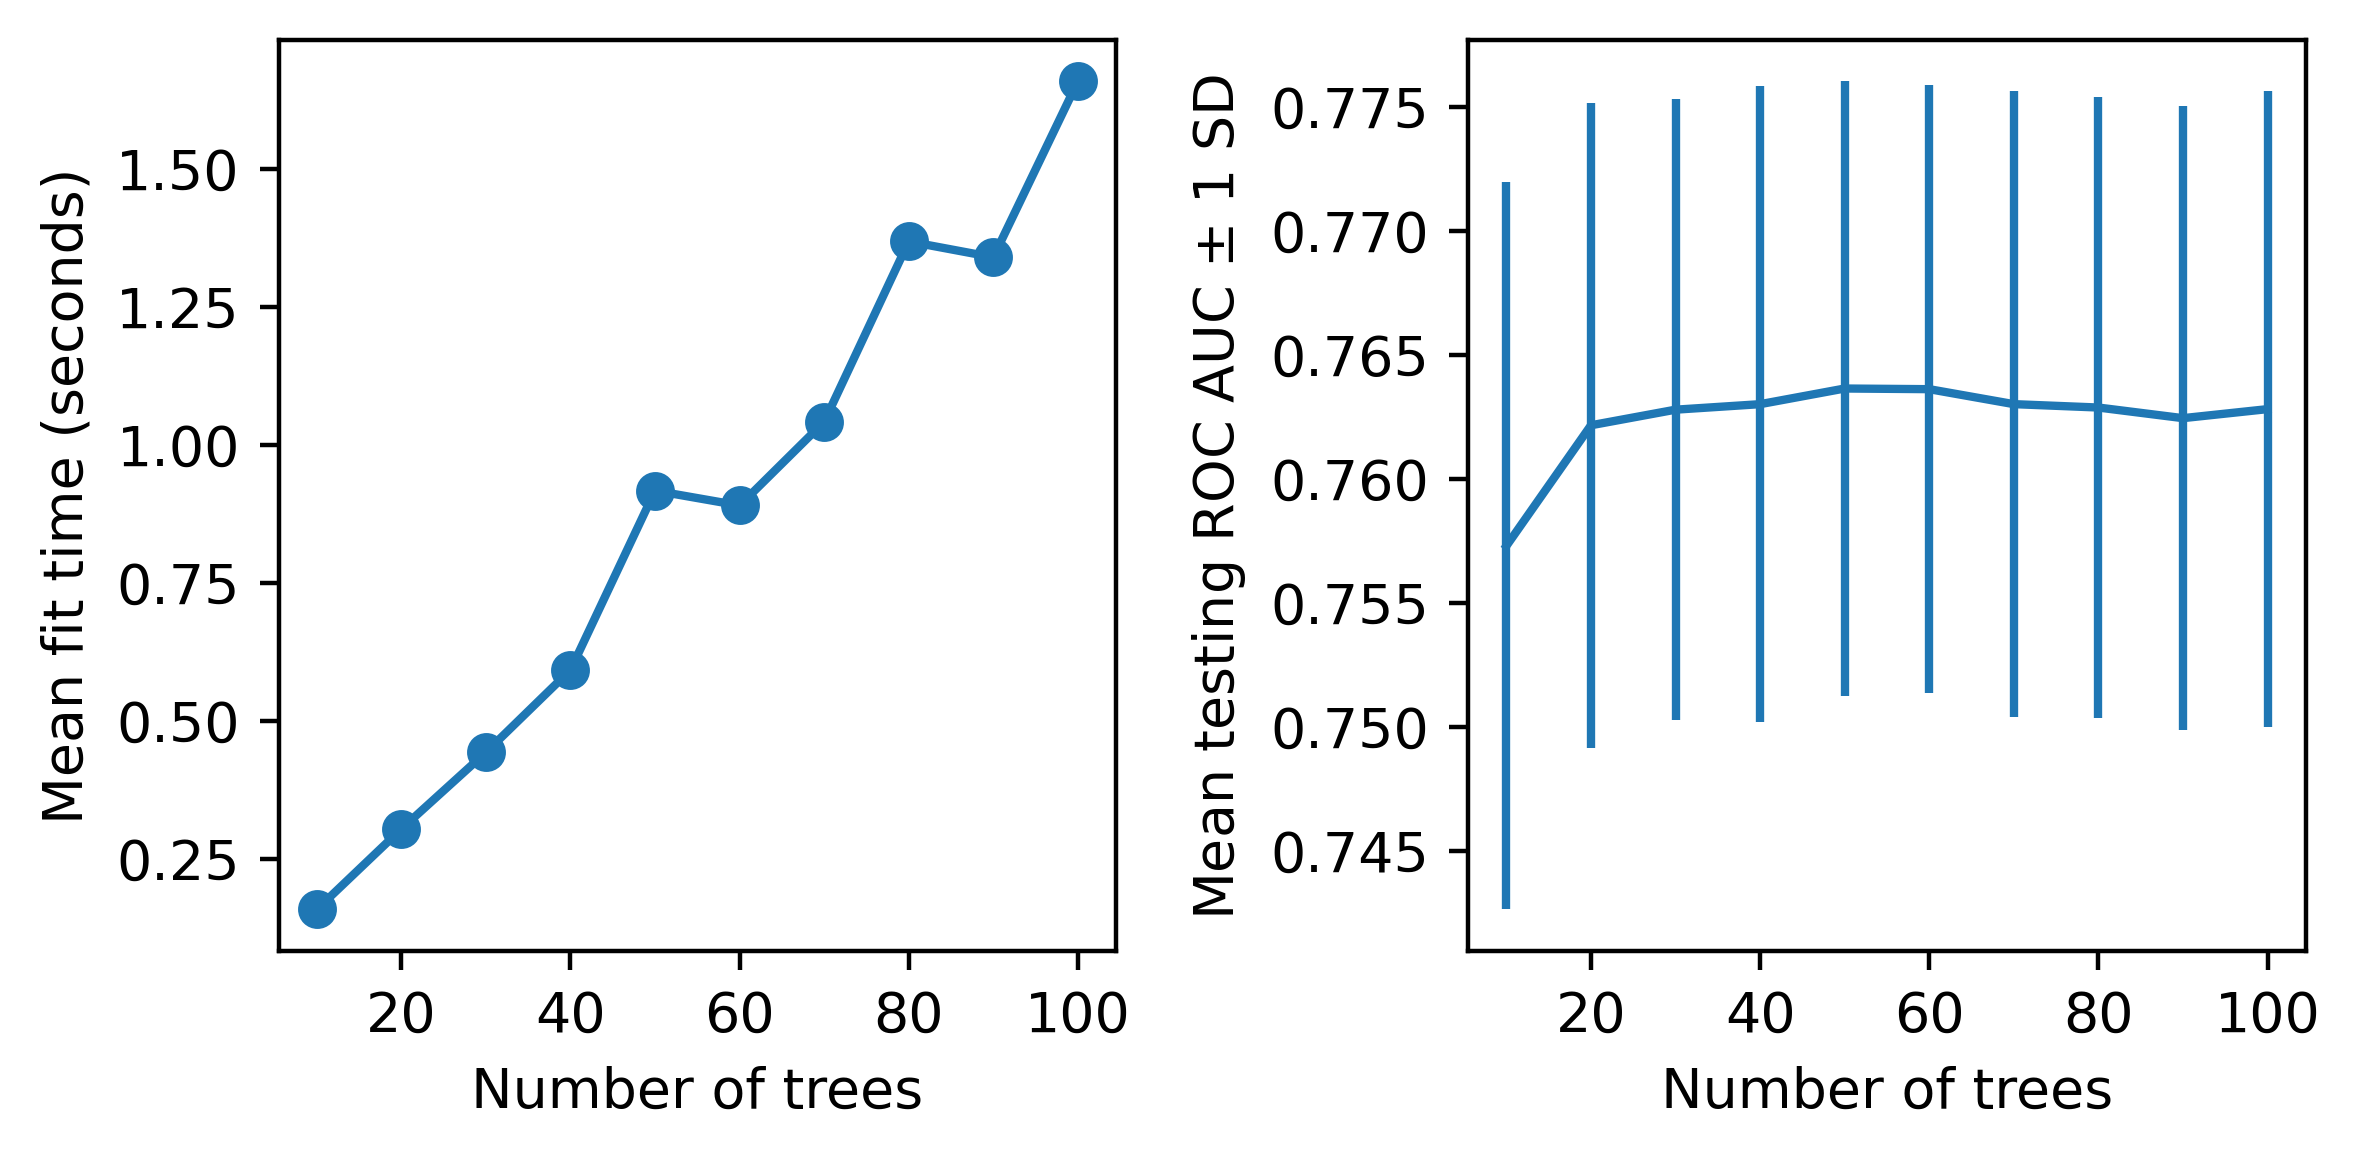 Mean fit time (seconds)
1.50
1.25
1.00
0.75
0.50
0.25
20 40 60 80 100
Number of trees
Mean testing ROC AUC ± 1 SD
0.775
0.770
0.765
0.760
0.755
0.750
0.745
20 40 60 80 100
Number of trees